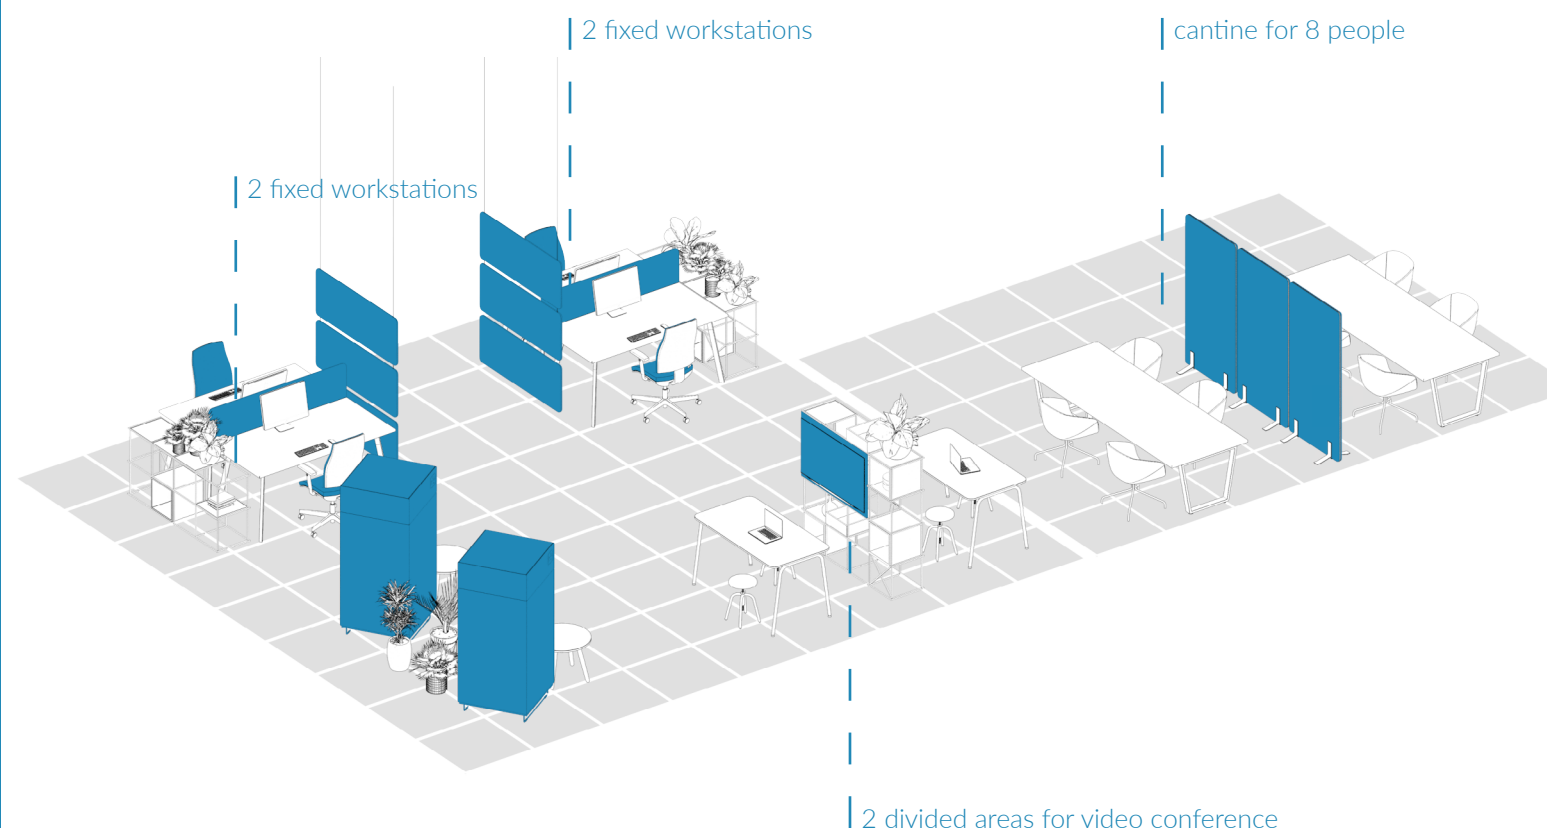 2 fixed workstations
cantine for 8 people
2 fixed workstations
2 divided areas for video conference